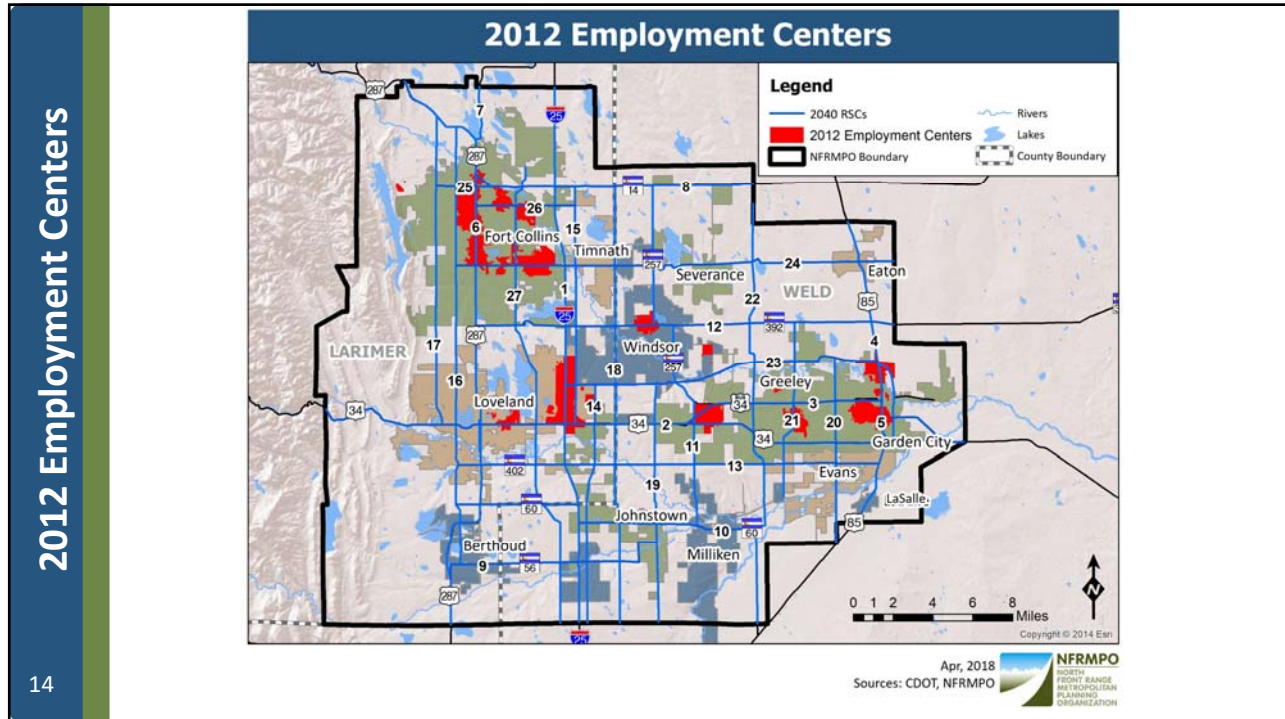 2012 Employment Centers
14
2012 Employment Centers
Legend
2040 RSCs
2012 Employment Centers
NFRMPO Boundary
Rivers
Lakes
County Boundary
287
7
25
287
25
14
8
26
6
15
Fort Collins
Timnath
257
24
Severance
Eaton
27
1
22
WELD
85
25
12
392
287
Windsor
4
LARIMER
17
257
18
23
16
Greeley
34
Loveland
14
34
3
34
2
21
20
5
11
34
Garden City
402
13
Evans
19
60
LaSalle
Johnstown
10
60
85
Berthoud
Milliken
9
56
287
25
N
0 1 2 4 6 8
Miles
Copyright © 2014 Esri
Apr, 2018
Sources: CDOT, NFRMPO
NFRMPO
NORTH
FRONT RANGE
METROPOLITAN
PLANNING
ORGANIZATION